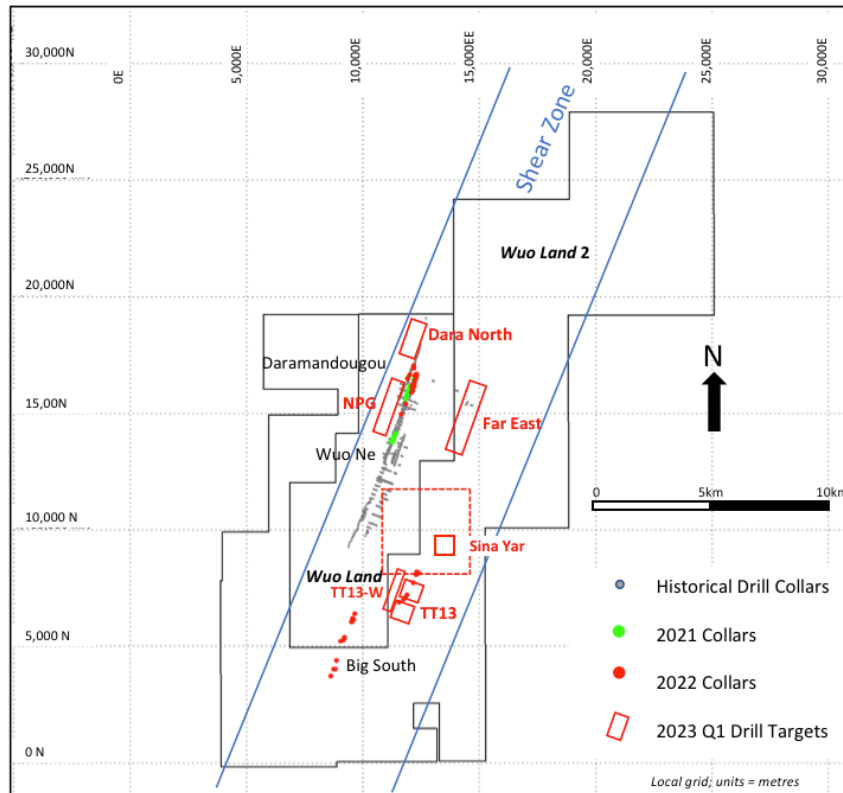 0E
5,000E
10,000E
15,000EE
20,000E
25,000E
30,000E
30,000N
Shear Zone
25,000N
Wuo Land 2
20,000N
Dara North
Daramandougou
N
NPG
15,00N
Far East
Wuo Ne
0 5km 10km
10,000 N
Sina Yar
Wuo Land
TT13-W
TT13
Historical Drill Collars
5,000 N
2021 Collars
Big South
2022 Collars
2023 Q1 Drill Targets
0 N
Local grid; units = metres